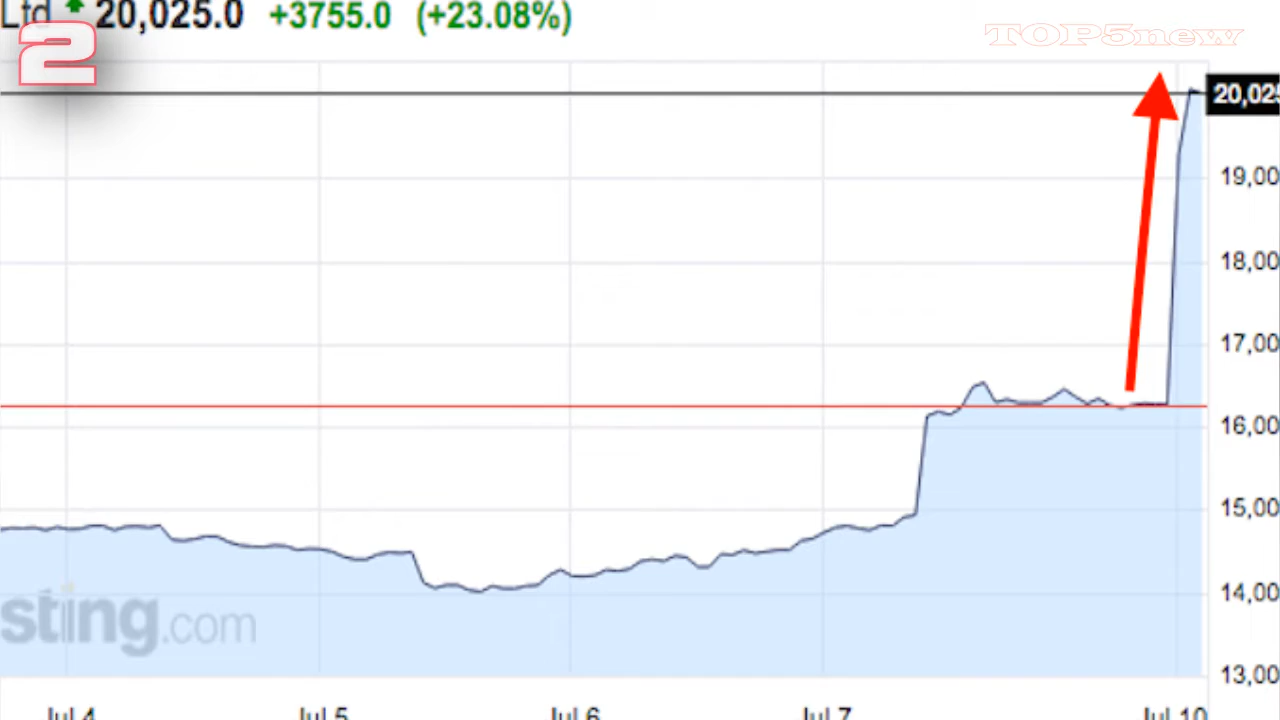 Ltd 20,025.0 +3755.0 (+23.08%)
2
TOP5new
20,025
19,00
18,00
17,00
16,00
15,00
14,00
13,00
sting.com
Jul 4 Jul 5 Jul 6 Jul 7 Jul 10